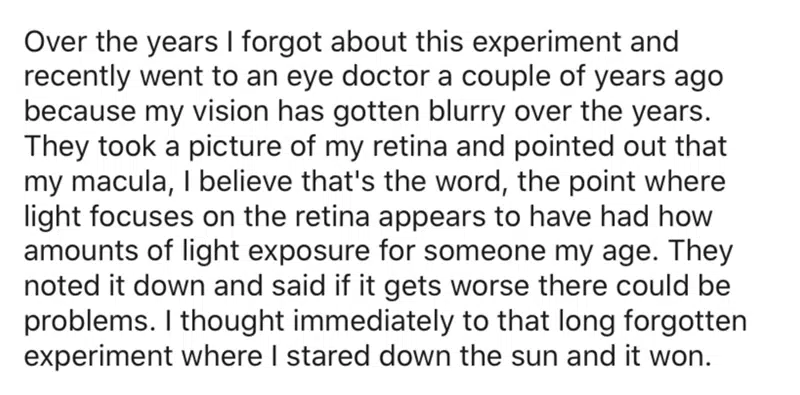 Over the years I forgot about this experiment and
recently went to an eye doctor a couple of years ago
because my vision has gotten blurry over the years.
They took a picture of my retina and pointed out that
my macula, I believe that's the word, the point where
light focuses on the retina appears to have had how
amounts of light exposure for someone my age. They
noted it down and said if it gets worse there could be
problems. I thought immediately to that long forgotten
experiment where I stared down the sun and it won.